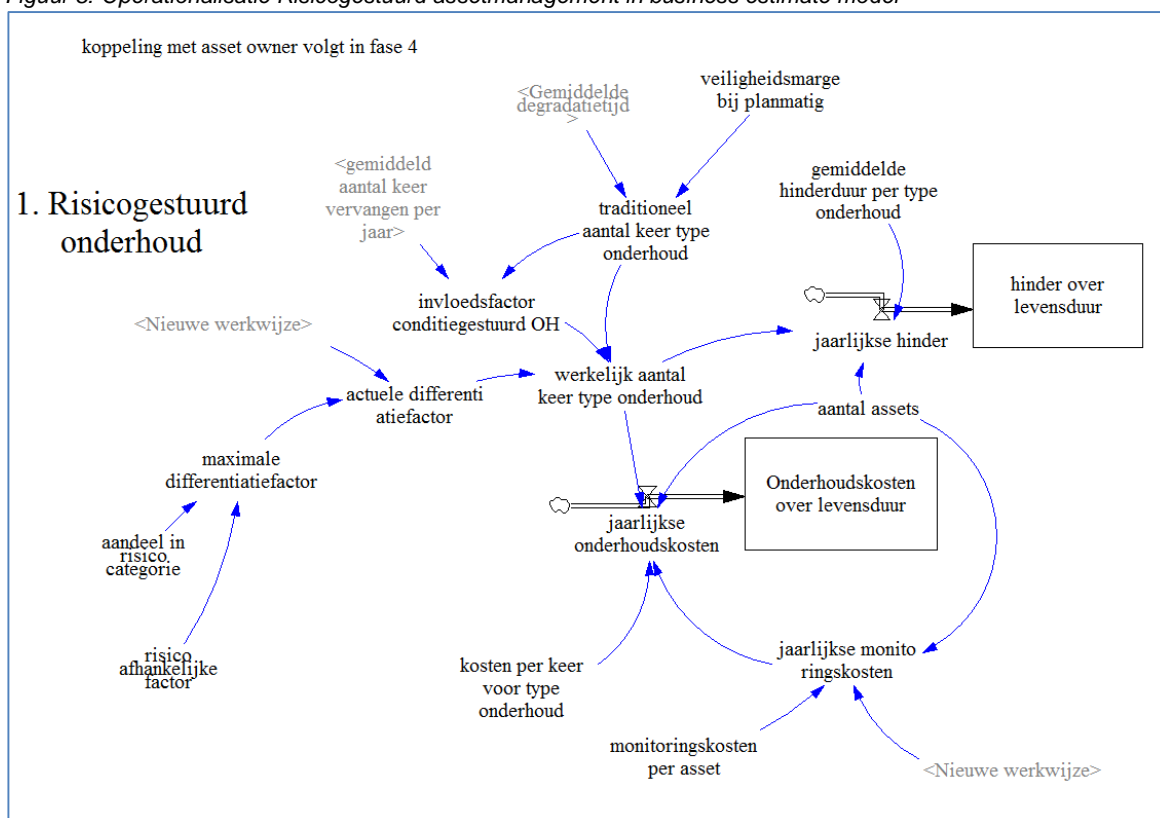 Figuur 8. Operationalisatie Risicogestuurd assetmanagement in business estimate model
koppeling met asset owner volgt in fase 4
<Gemiddelde
degradatietijd
>
veiligheidsmarge
bij planmatig
<gemiddeld
aantal keer
vervangen per
jaar>
gemiddelde
hinderduur per type
onderhoud
1. Risicogestuurd
onderhoud
traditioneel
aantal keer type
onderhoud
hinder over
levensduur
invloedsfactor
conditiegestuurd OH
<Nieuwe werkwijze>
jaarlijkse hinder
werkelijk aantal
keer type onderhoud
actuele differenti
atiefactor
aantal assets
maximale
differentiatiefactor
Onderhoudskosten
over levensduur
jaarlijkse
onderhoudskosten
aandeel in
risico
categorie
risico
afhankelijke
factor
kosten per keer
voor type
onderhoud
jaarlijkse monito
ringskosten
monitoringskosten
per asset
<Nieuwe werkwijze>